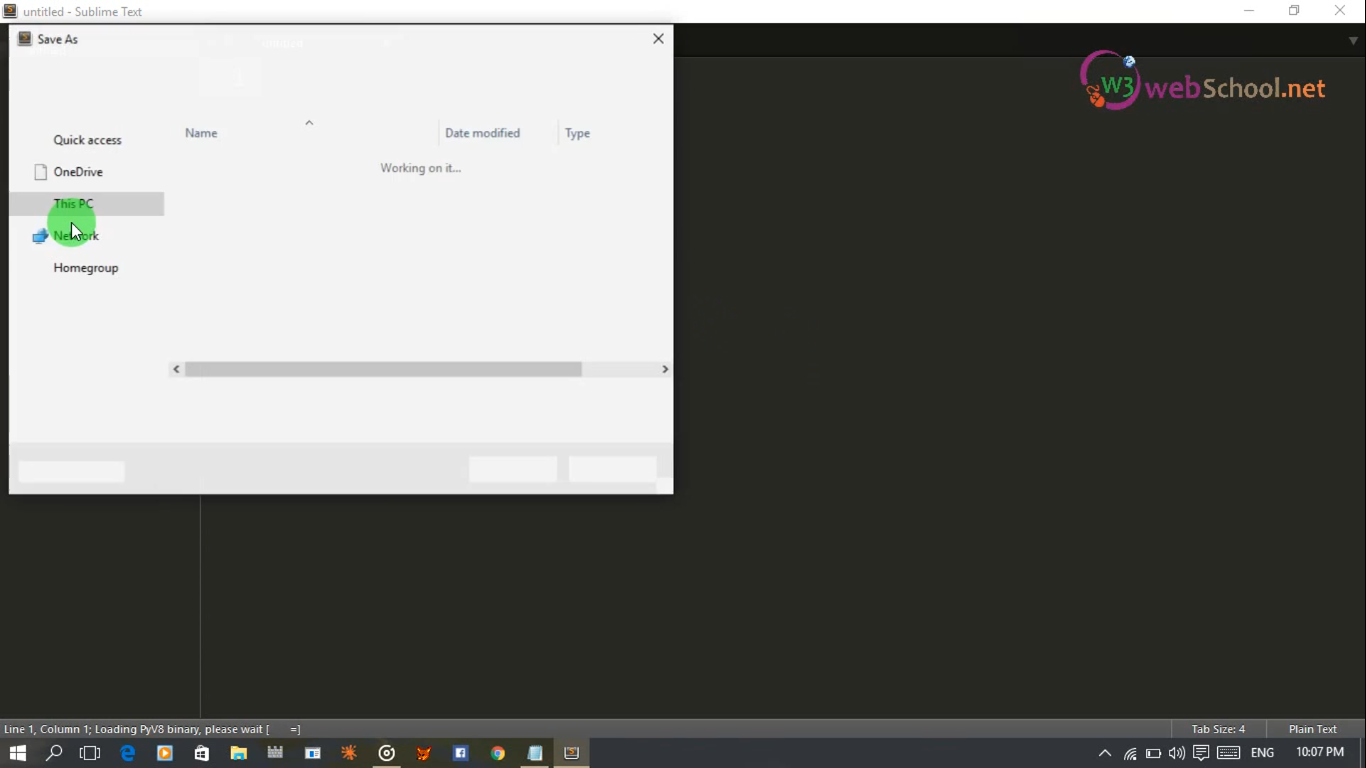 untitled - Sublime Text
Save As
W3 webSchool.net
Name
Date modified
Type
Quick access
Working on it...
OneDrive
This PC
Network
Homegroup
Line 1, Column 1; Loading PyV8 binary, please wait [ =]
Tab Size: 4
Plain Text
ENG
10:07 PM